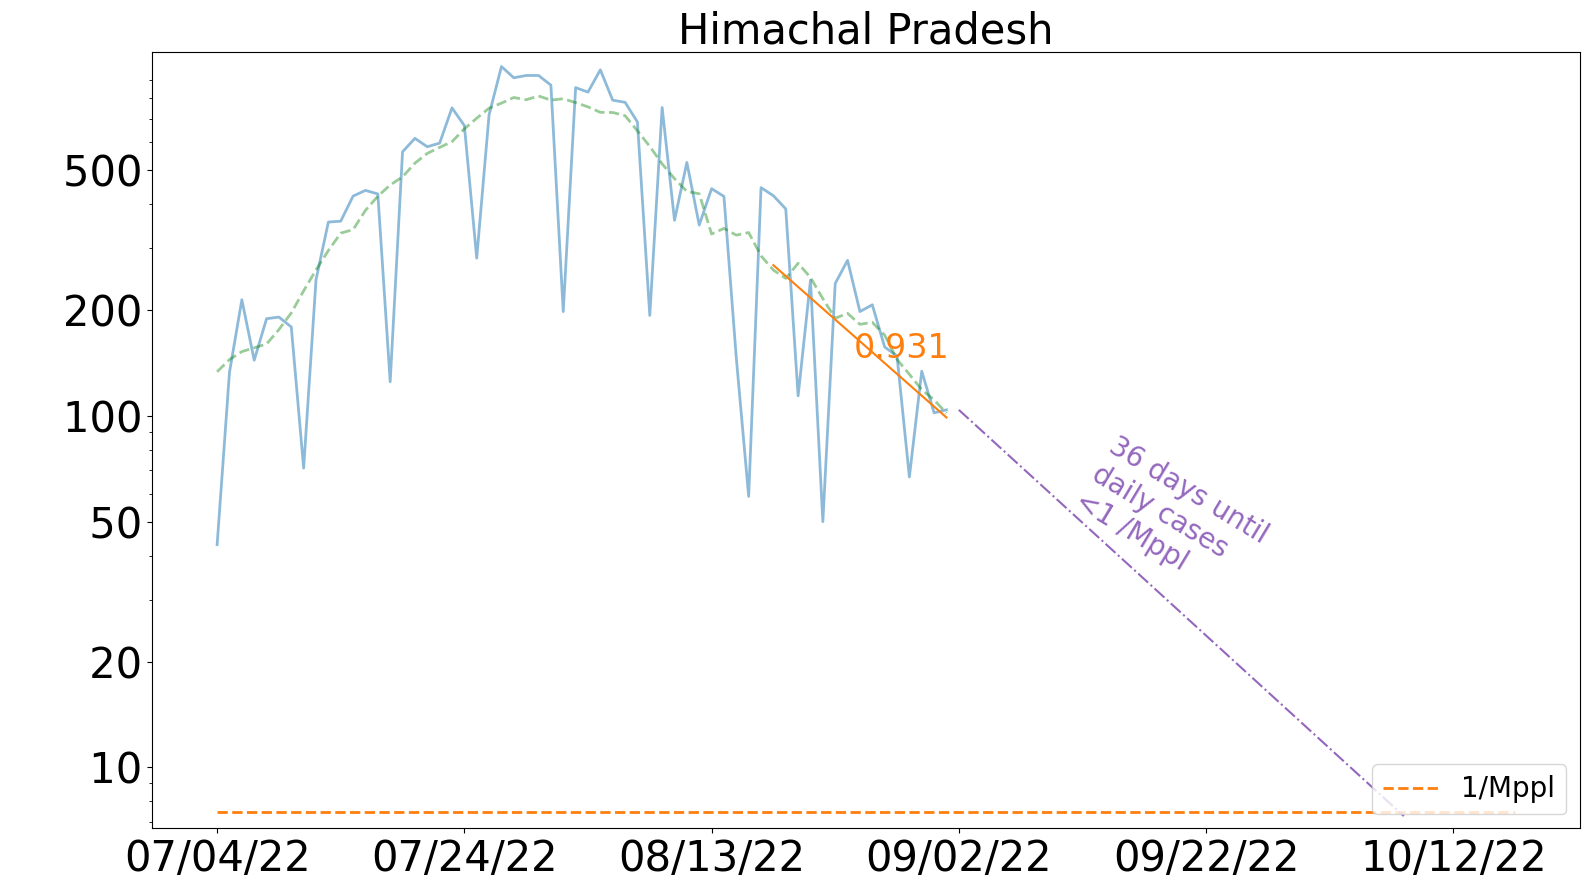 Himachal Pradesh
500
200
100
50
20
10
0.931
36 days until
daily cases
<1 /Mppl
1/Mppl
07/04/22
07/24/22
08/13/22
09/02/22
09/22/22
10/12/22